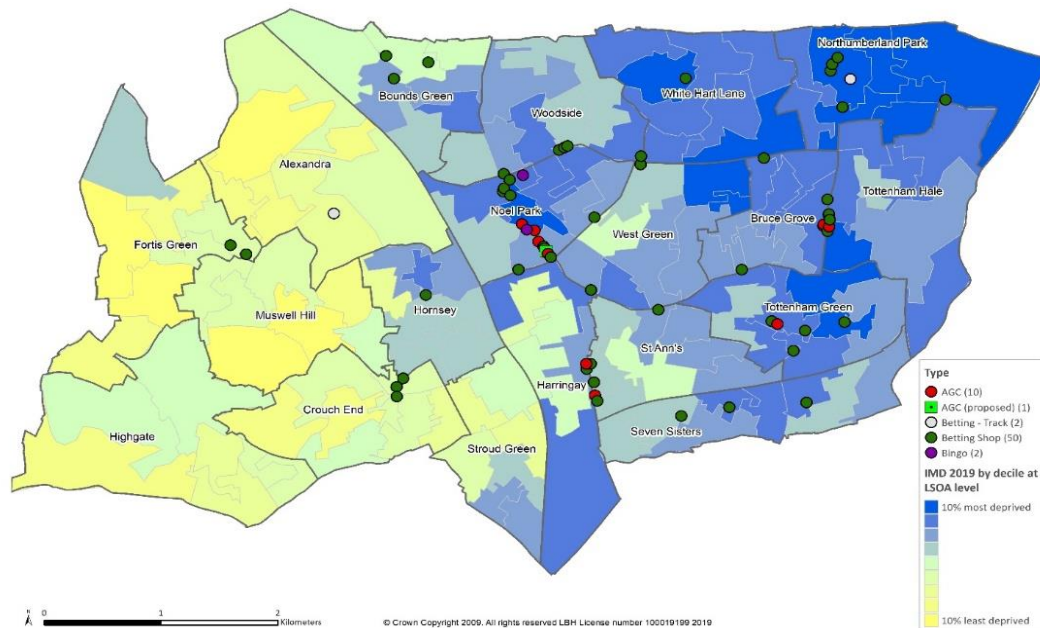 Northumberland Park
White Hart Lane
Bounds Green
Woodside
Alexandra
Tottenham Hale
Noel Park
Bruce Grove
West Green
Fortis Green
Hornsey
Tottenham Green
Muswell Hill
St Ann's
Harringay
Crouch End
Seven Sisters
Highgate
Stroud Green
Type
AGC (10)
AGC (proposed) (1)
Betting - Track (2)
Betting Shop (50)
Bingo (2)
IMD 2019 by decile at
LSOA level
10% most deprived
10% least deprived
N
0 1 2
Kilometers
© Crown Copyright 2009. All rights reserved LBH License number 100019199 2019